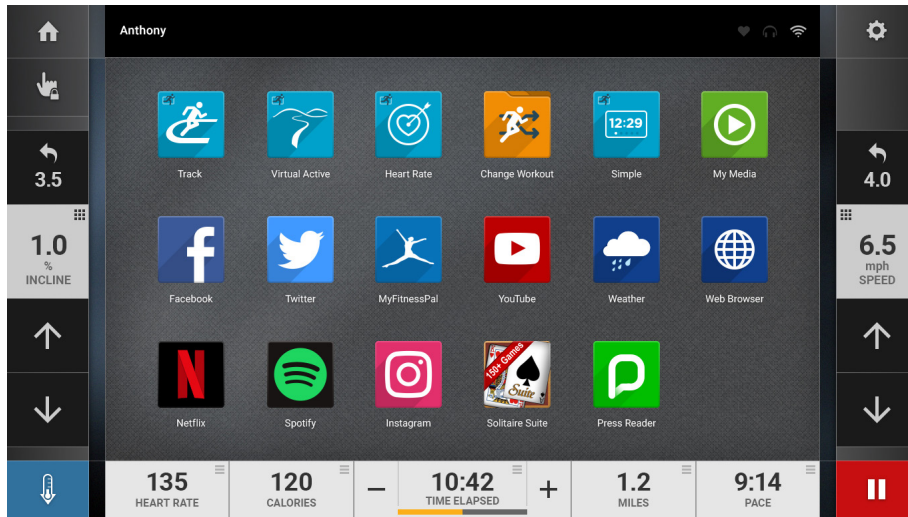 Anthony
3.5
4.0
12:29
Track
Virtual Active
Heart Rate
Change Workout
Simple
My Media
1.0
%
INCLINE
6.5
mph
SPEED
Facebook
Twitter
MyFitnessPal
YouTube
Weather
Web Browser
150+ Games
Suite
Netflix
Spotify
Instagram
Solitaire Suite
Press Reader
135
HEART RATE
120
CALORIES
10:42
TIME ELAPSED
1.2
MILES
9:14
PACE